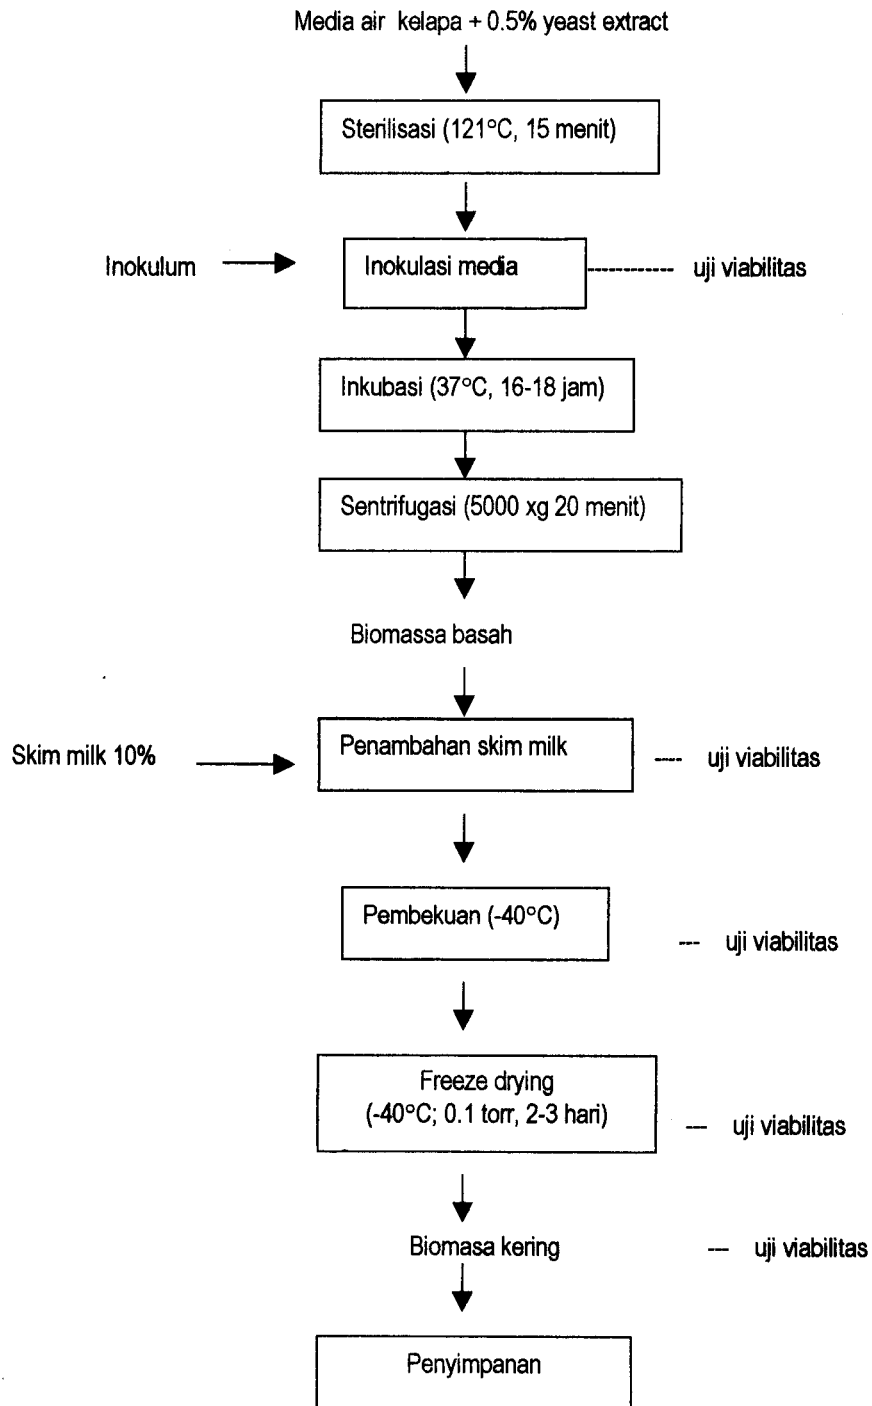 Media air kelapa + 0.5% yeast extract
Sterilisasi (121°C, 15 menit)
Inokulum
Inokulasi media
uji viabilitas
Inkubasi (37°C, 16-18 jam)
Sentrifugasi (5000 xg 20 menit)
Biomassa basah
Skim milk 10%
Penambahan skim milk
uji viabilitas
Pembekuan (-40°C)
uji viabilitas
Freeze drying
(-40°C; 0.1 torr, 2-3 hari)
uji viabilitas
Biomasa kering
uji viabilitas
Penyimpanan